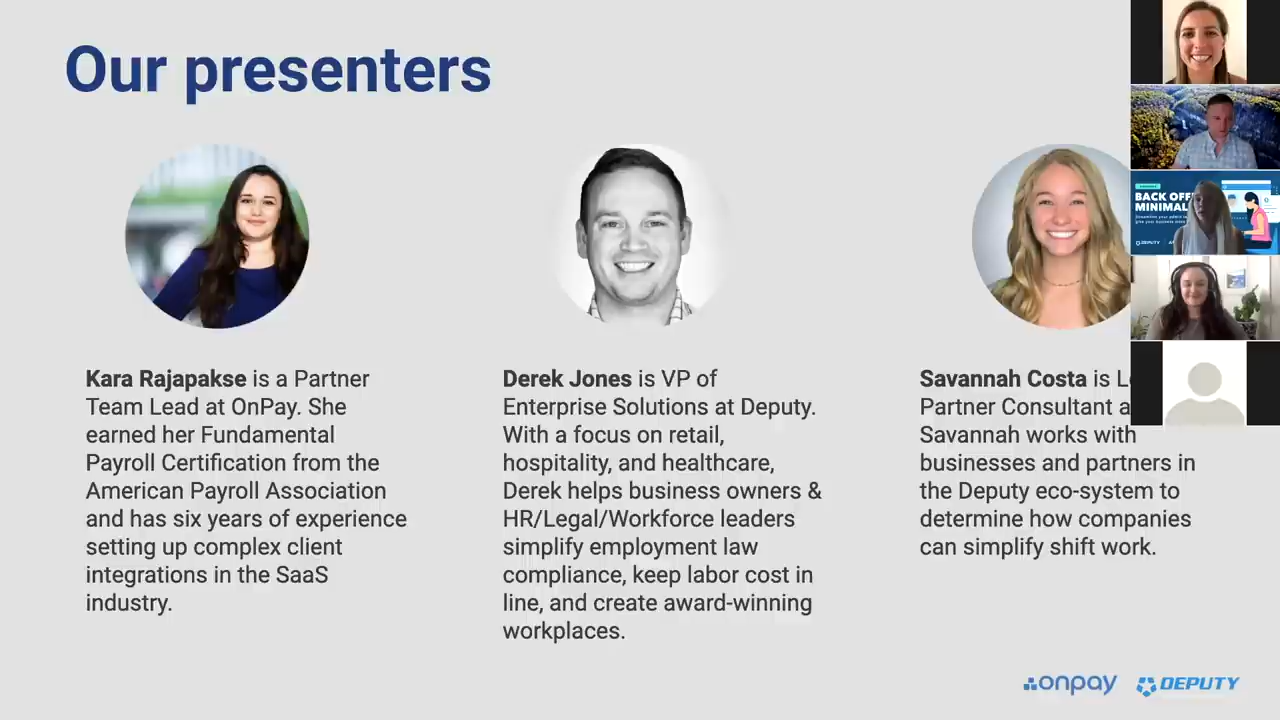 Our presenters
Kara Rajapakse is a Partner
Team Lead at OnPay. She
earned her Fundamental
Payroll Certification from the
American Payroll Association
and has six years of experience
setting up complex client
integrations in the SaaS
industry.
Derek Jones is VP of
Enterprise Solutions at Deputy.
With a focus on retail,
hospitality, and healthcare,
Derek helps business owners &
HR/Legal/Workforce leaders
simplify employment law
compliance, keep labor cost in
line, and create award-winning
workplaces.
Savannah Costa is
Partner Consultant
Savannah works with
businesses and partners in
the Deputy eco-system to
determine how companies
can simplify shift work.
BACK
DEPUTY
onpay DEPUTY